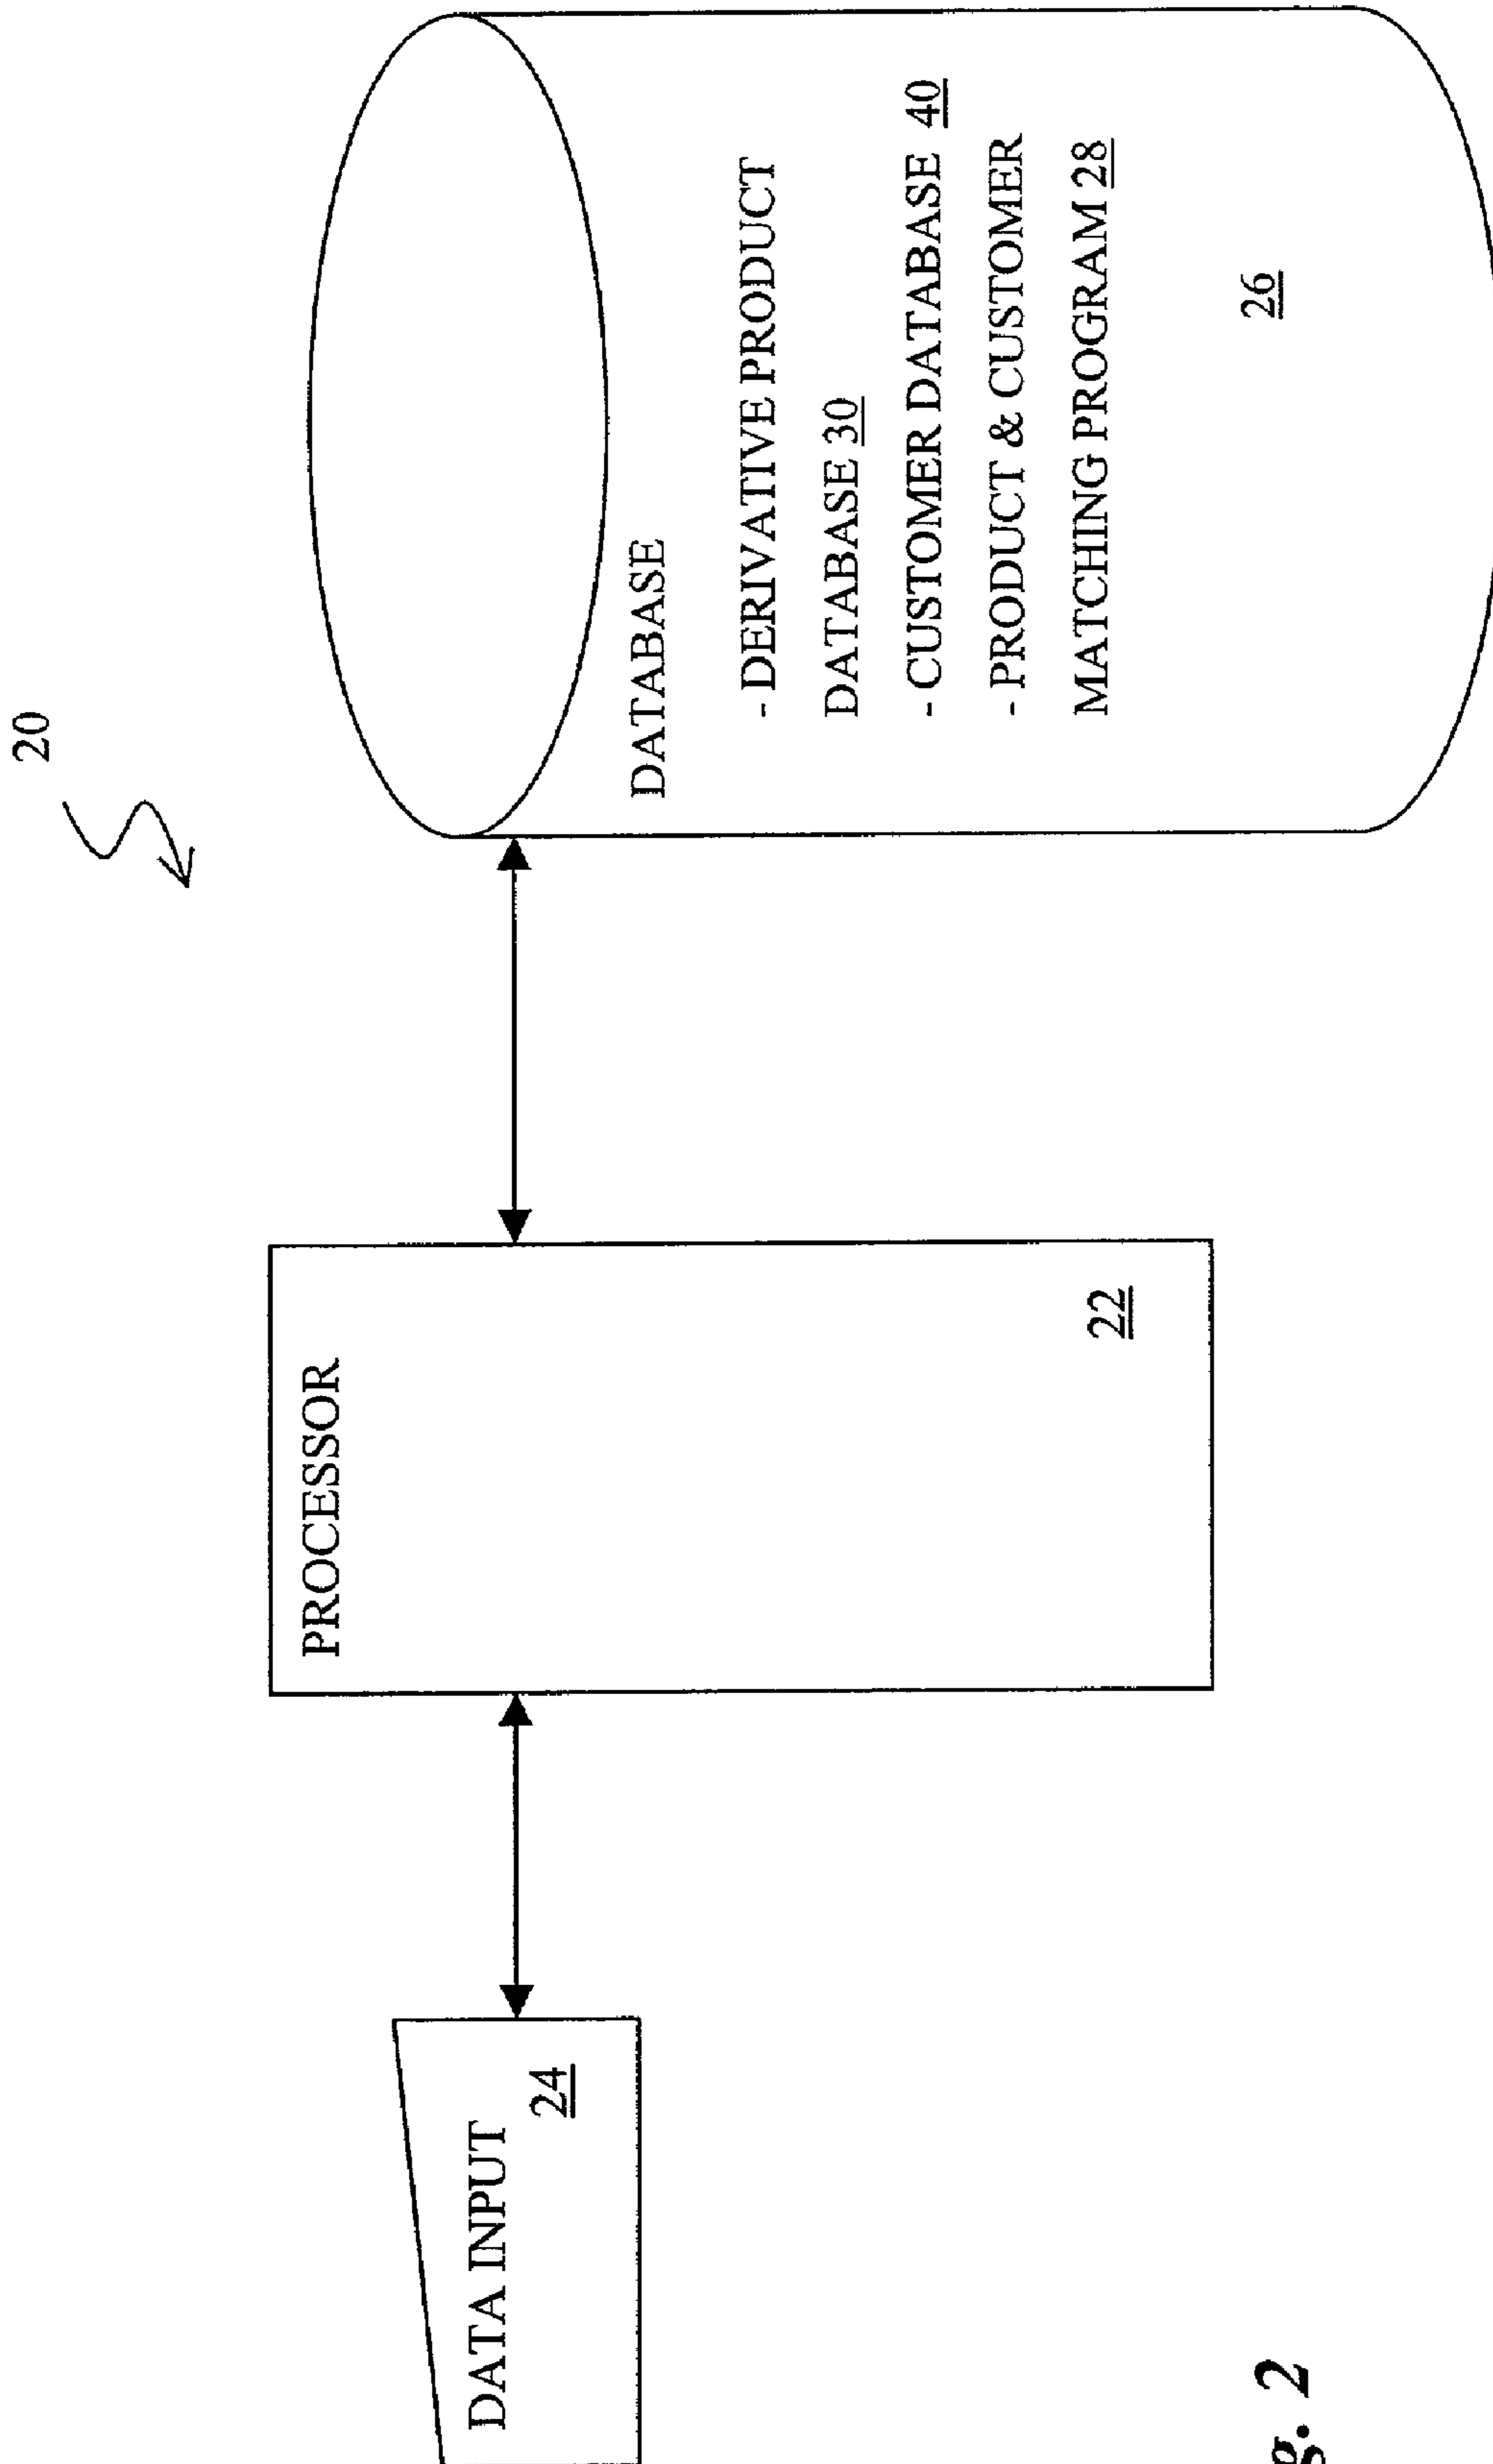 20
DATA INPUT
24
PROCESSOR
22
DATABASE
- DERIVATIVE PRODUCT
DATABASE 30
- CUSTOMER DATABASE 40
- PRODUCT & CUSTOMER
MATCHING PROGRAM 28
26
g. 2